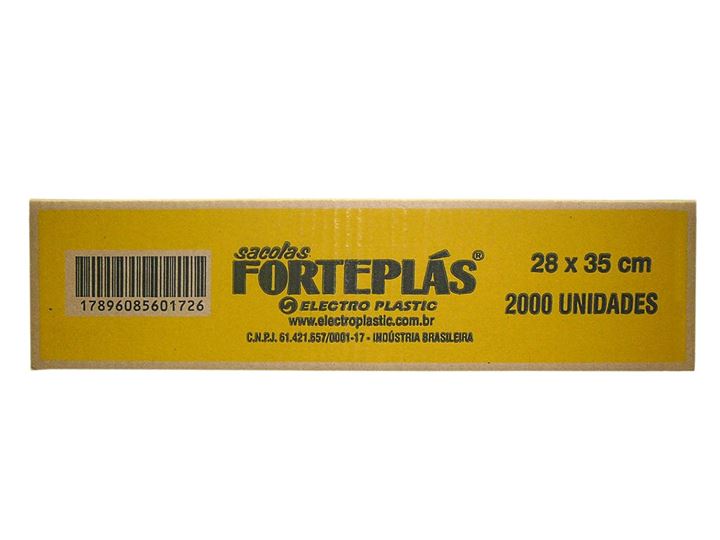 17896085601726
sacolas
FORTEPLÁS®
ELECTRO PLASTIC
www.electroplastic.com.br
C.N.P.J. 61.421.657/0001-17 - INDÚSTRIA BRASILEIRA
28 x 35 cm
2000 UNIDADES